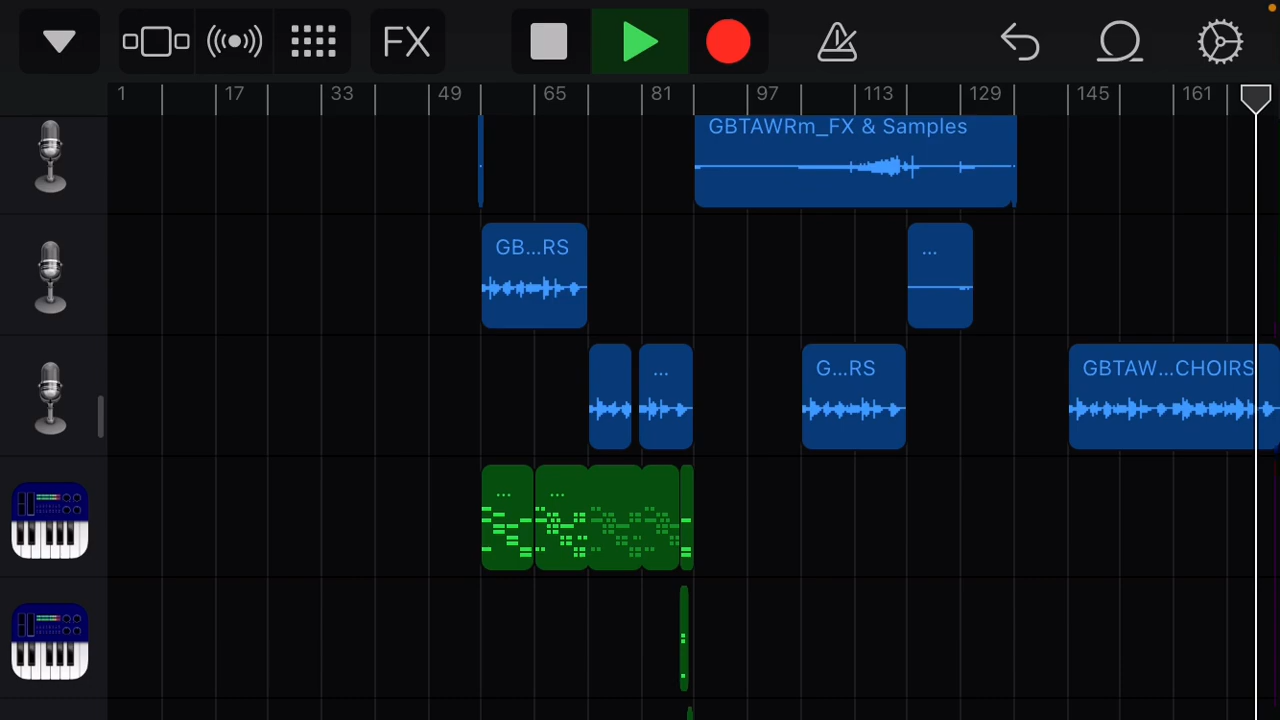 FX
1 17 33 49 65 81 97 113 129 145 161
GBTAWRm_FX & Samples
GB...RS
...
... G...RS GBTAW...CHOIRS
... ...